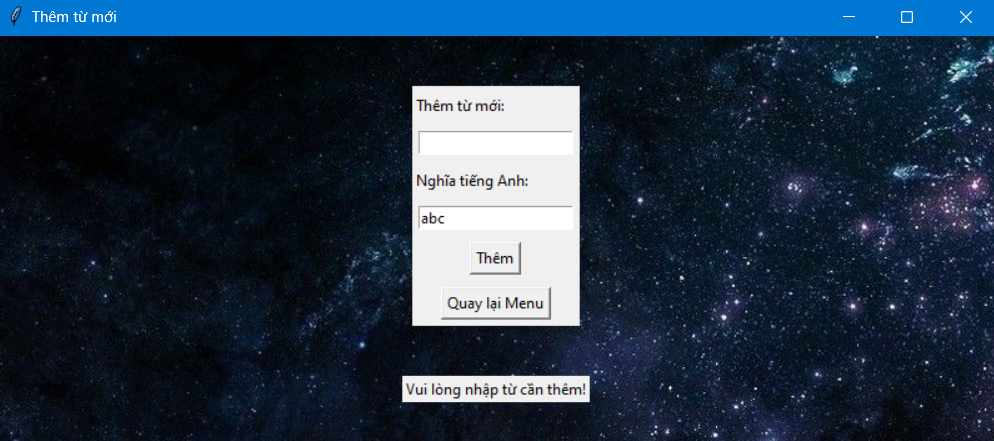 Thêm từ mới
Thêm từ mới:
Nghĩa tiếng Anh:
abc
Thêm
Quay lại Menu
Vui lòng nhập từ cần thêm!